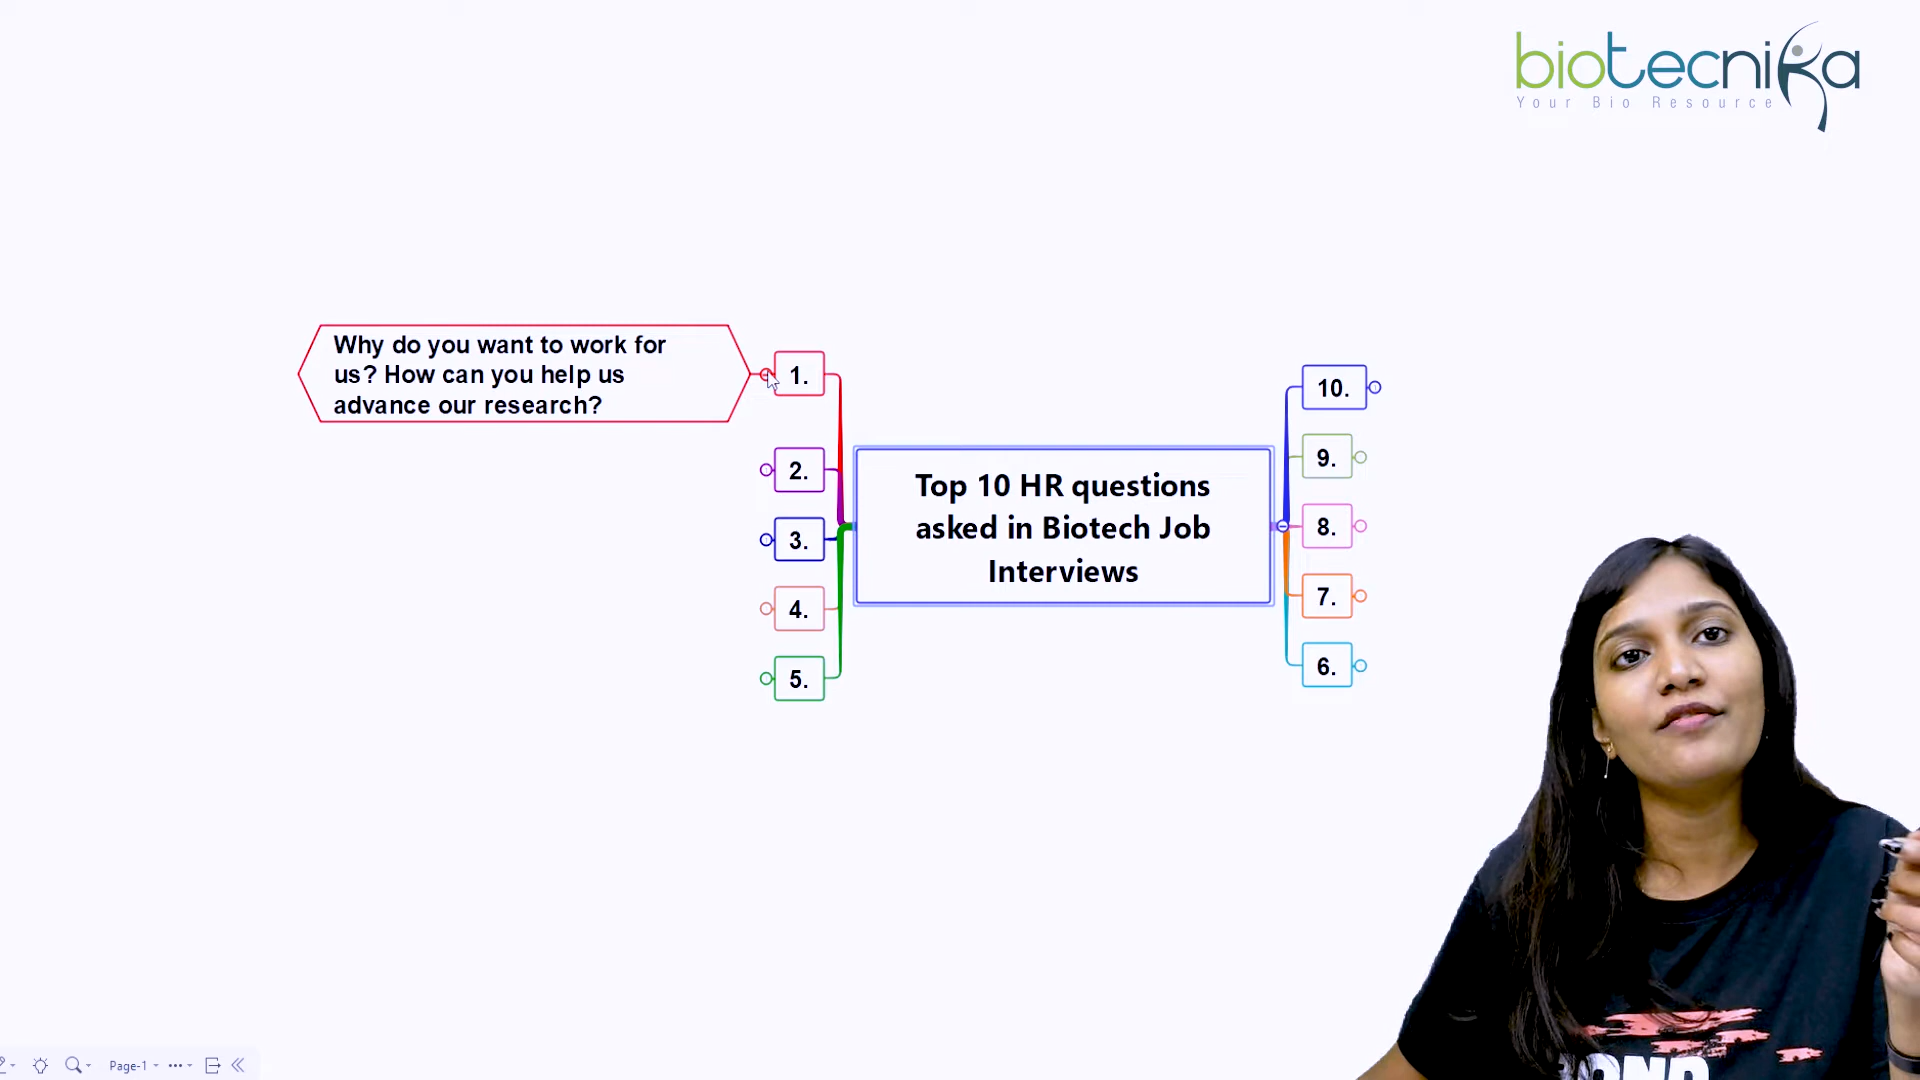 biotecnika
Your Bio Resource
Why do you want to work for
us? How can you help us
advance our research?
1.
2.
3.
4.
5.
Top 10 HR questions
asked in Biotech Job
Interviews
10.
9.
8.
7.
6.
Page-1